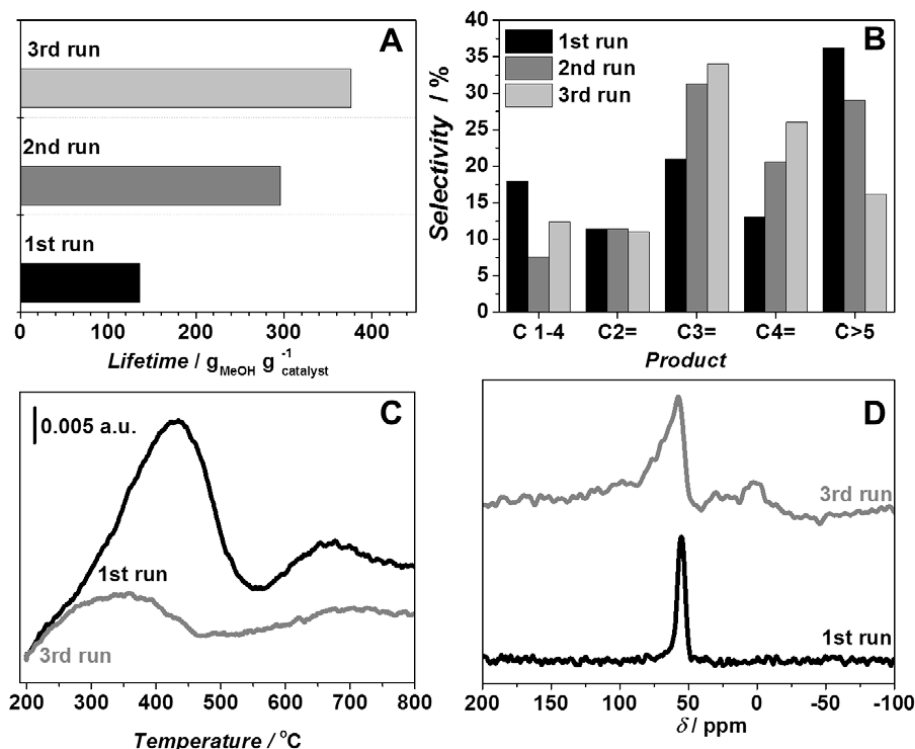 A
3rd run
2nd run
1st run
0 100 200 300 400
Lifetime / g MeOH g -1 catalyst
B
1st run
2nd run
3rd run
40
35
30
25
20
15
10
5
0
Selectivity / %
C 1-4 C2= C3= C4= C>5
Product
C
0.005 a.u.
1st run
3rd run
200 300 400 500 600 700 800
Temperature / °C
D
3rd run
1st run
200 150 100 50 0 -50 -100
δ / ppm